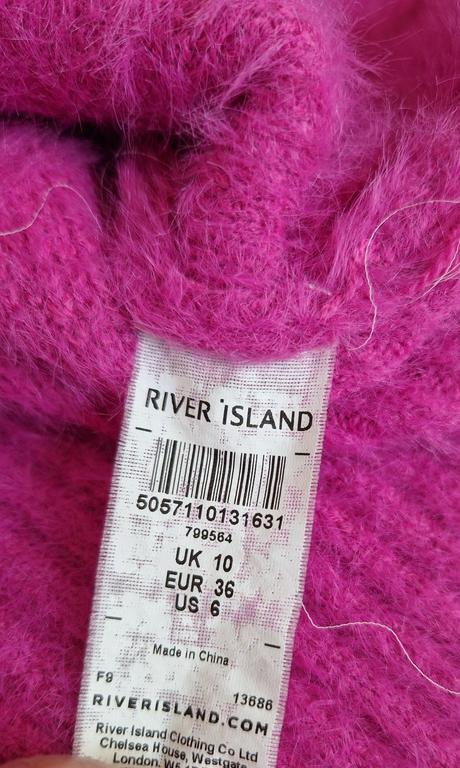 RIVER ISLAND
5057110131631
799564
UK 10
EUR 36
US 6
Made in China
F9 13686
RIVERISLAND.COM
River Island Clothing Co Ltd
Chelsea House, Westgate
London,